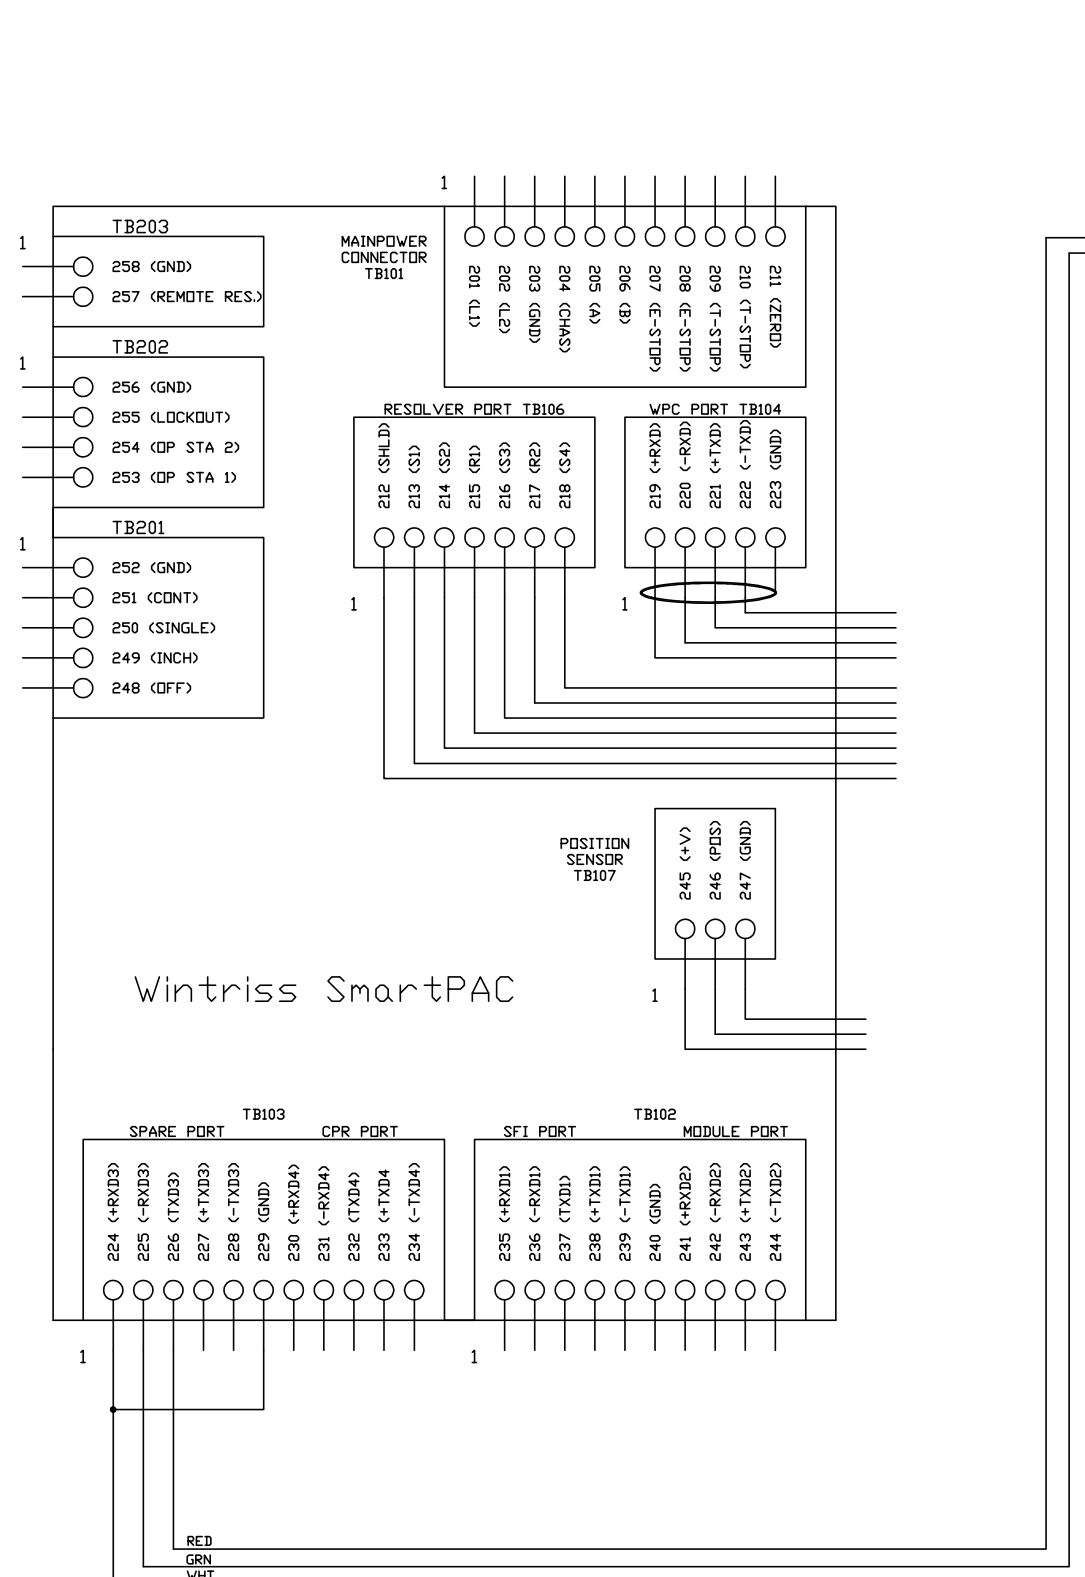 1
TB203
258 (GND)
257 (REMOTE RES.)
1
TB202
256 (GND)
255 (LOCKOUT)
254 (OP STA 2)
253 (OP STA 1)
1
TB201
252 (GND)
251 (CONT)
250 (SINGLE)
249 (INCH)
248 (OFF)
1
1
MAINPOWER
CONNECTOR
TB101
201 (L1)
202 (L2)
203 (GND)
204 (CHAS)
205 (A)
206 (B)
207 (E-STOP)
208 (E-STOP)
209 (T-STOP)
210 (T-STOP)
211 (ZERO)
RESOLVER PORT TB106
212 (SHLD)
213 (S1)
214 (S2)
215 (R1)
216 (S3)
217 (R2)
218 (S4)
1
WPC PORT TB104
219 (+RXD)
220 (-RXD)
221 (+TXD)
222 (-TXD)
223 (GND)
1
POSITION
SENSOR
TB107
245 (+V)
246 (POS)
247 (GND)
1
Wintriss SmartPAC
TB103
SPARE PORT CPR PORT
224 (+RXD3)
225 (-RXD3)
226 (TXD3)
227 (+TXD3)
228 (-TXD3)
229 (GND)
230 (+RXD4)
231 (-RXD4)
232 (TXD4)
233 (+TXD4
234 (-TXD4)
1
TB102
SFI PORT MODULE PORT
235 (+RXD1)
236 (-RXD1)
237 (TXD1)
238 (+TXD1)
239 (-TXD1)
240 (GND)
241 (+RXD2)
242 (-RXD2)
243 (+TXD2)
244 (-TXD2)
1
RED
GRN
WHT